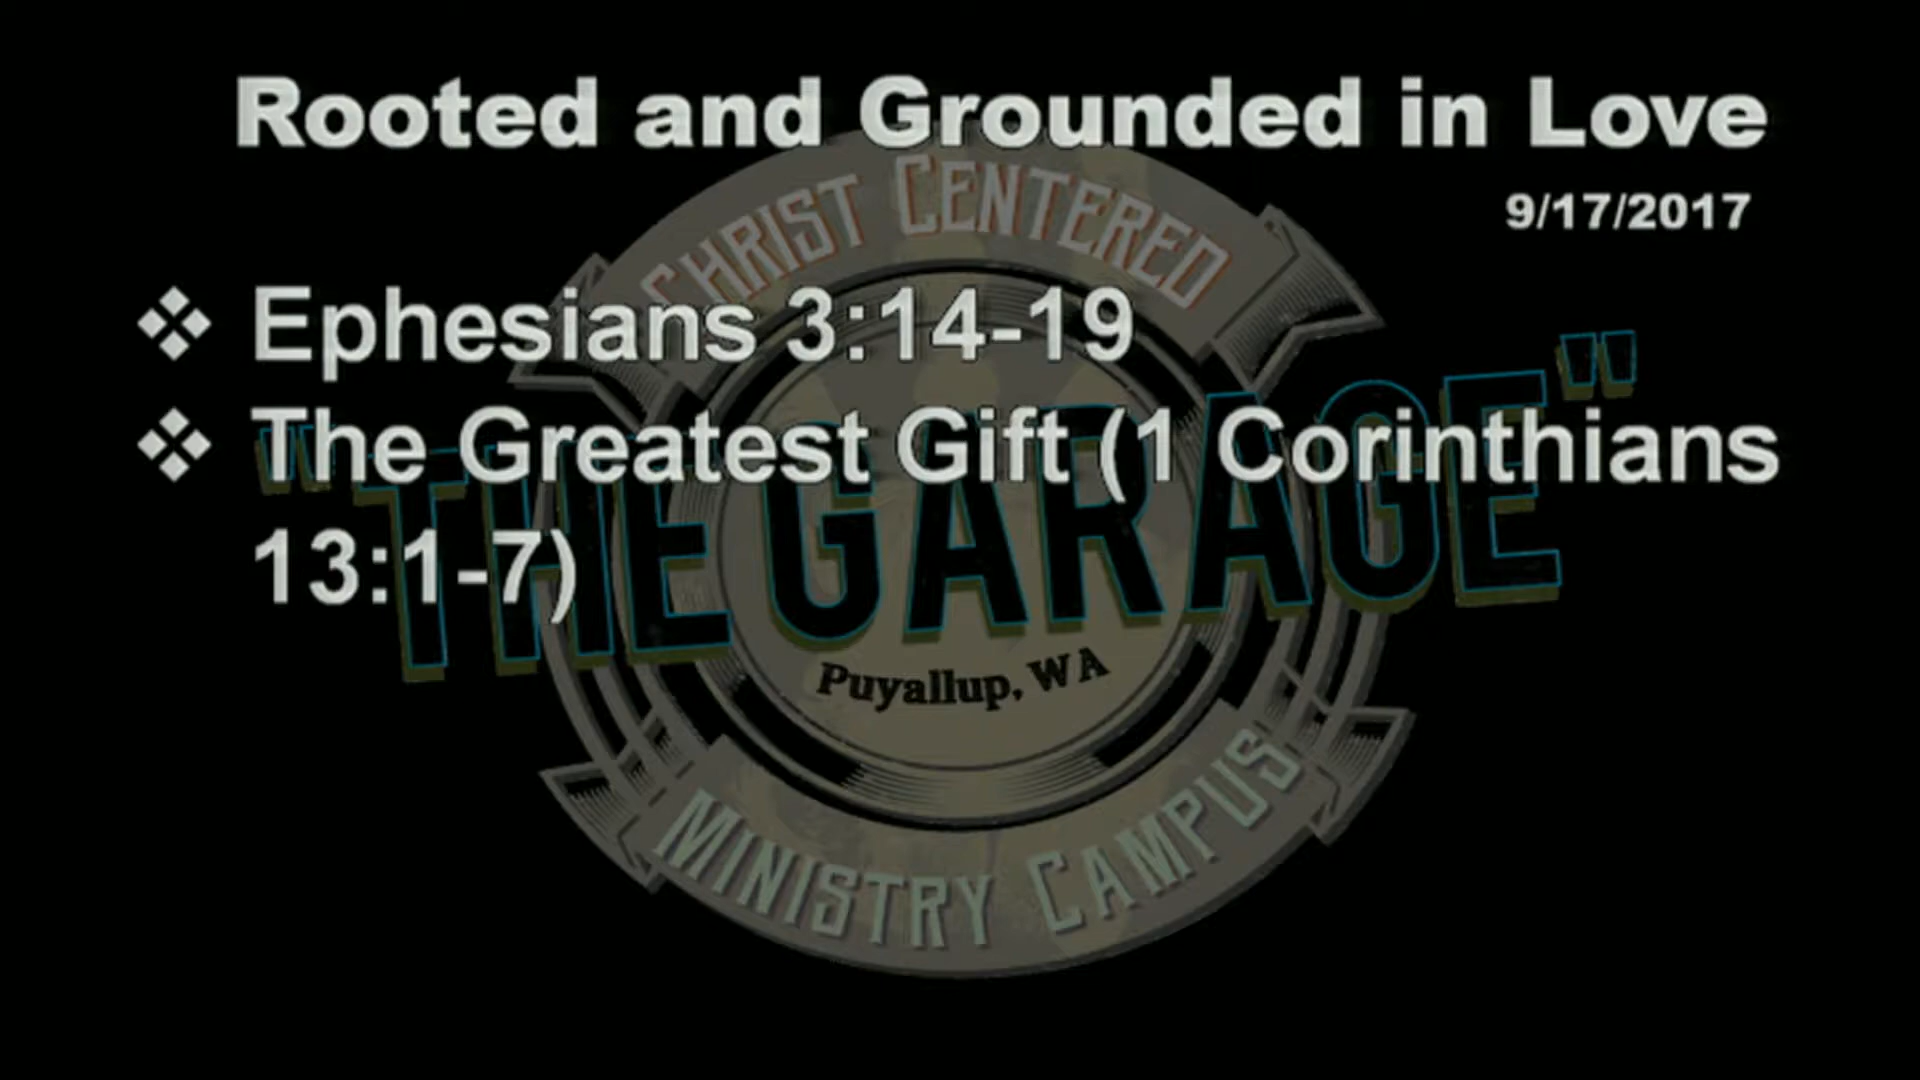 Rooted and Grounded in Love
9/17/2017
❖ Ephesians 3:14-19
❖ The Greatest Gift (1 Corinthians
13:1-7)
CHRIST CENTERED
"THE GARAGE"
Puyallup, WA
MINISTRY CAMPUS